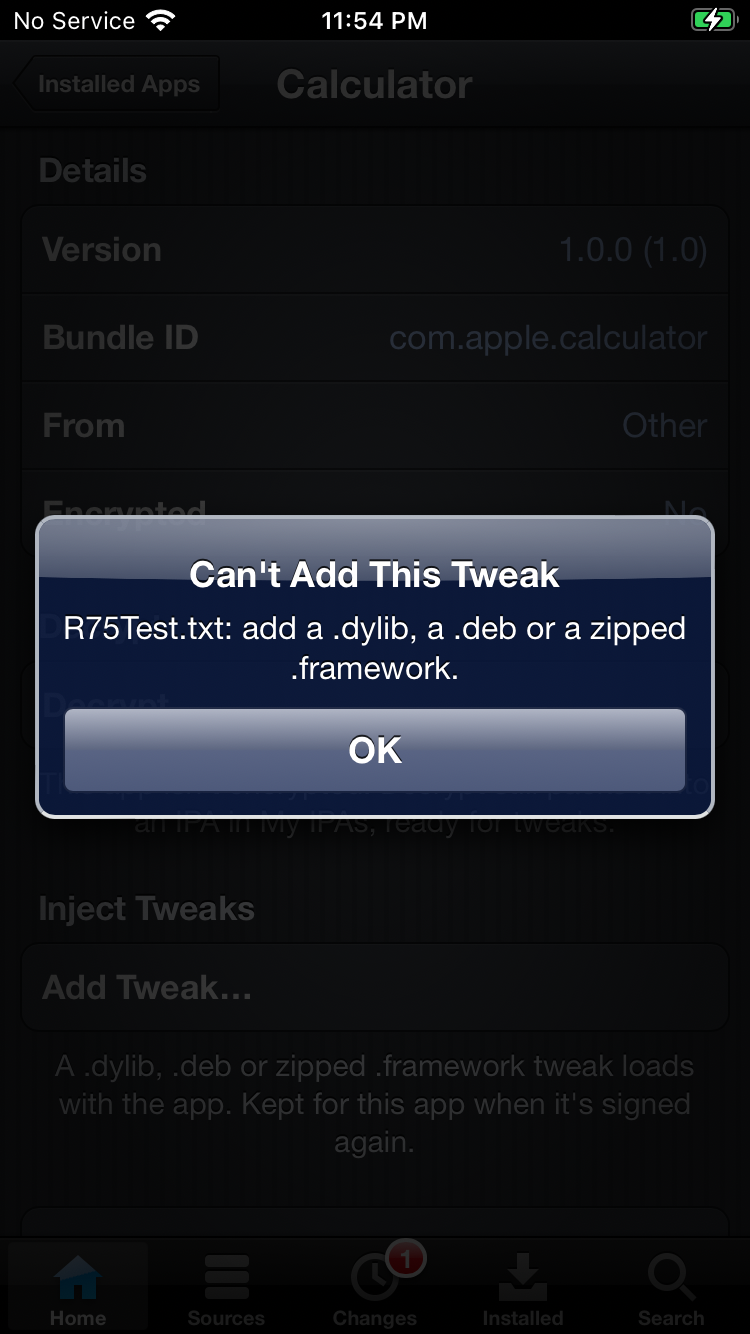 No Service
11:54 PM
Installed Apps
Calculator
Details
Version
1.0.0 (1.0)
Bundle ID
com.apple.calculator
From
Other
Encrypted
No
Can't Add This Tweak
R75Test.txt: add a .dylib, a .deb or a zipped
.framework.
Decrypt
OK
an IPA in My IPAs, ready for tweaks.
Inject Tweaks
Add Tweak...
A .dylib, .deb or zipped .framework tweak loads
with the app. Kept for this app when it's signed
again.
1
Home
Sources
Changes
Installed
Search